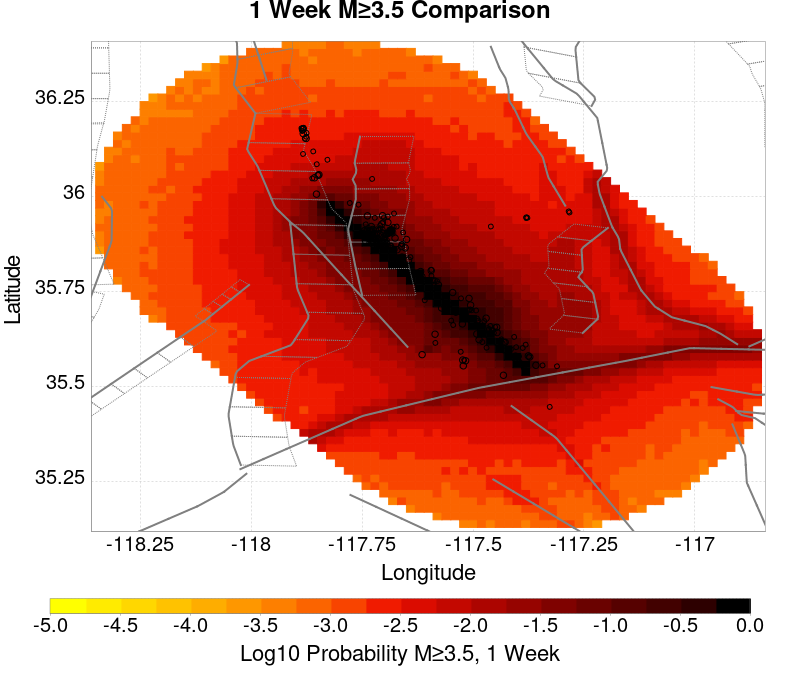 1 Week M≥3.5 Comparison
36.25
36
35.75
35.5
35.25
Latitude
-118.25 -118 -117.75 -117.5 -117.25 -117
Longitude
-5.0 -4.5 -4.0 -3.5 -3.0 -2.5 -2.0 -1.5 -1.0 -0.5 0.0
Log10 Probability M≥3.5, 1 Week